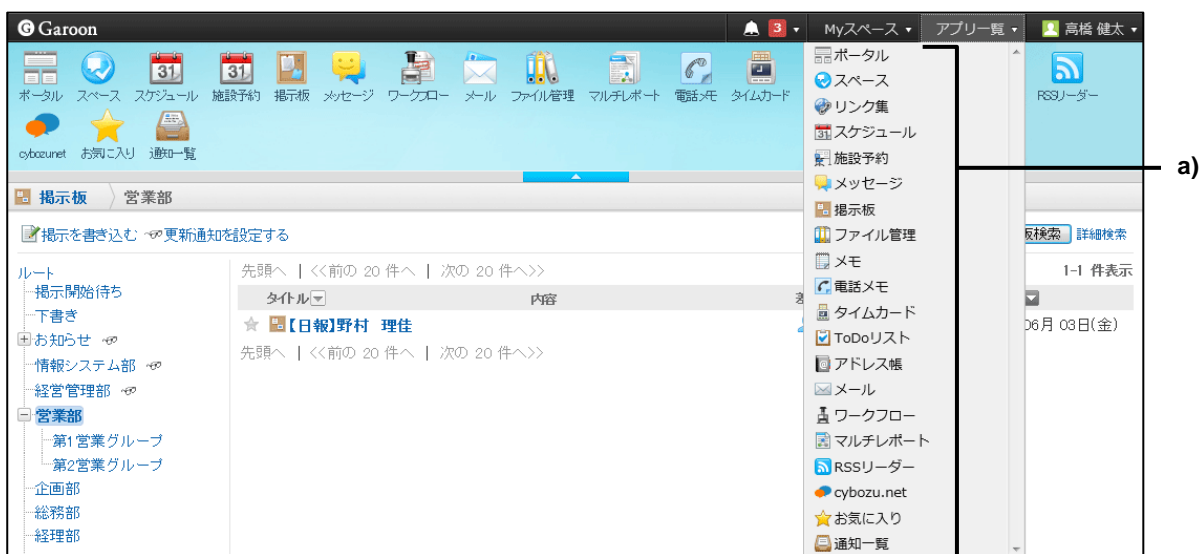 Garoon 3 Myスペース アプリ一覧 高橋 健太
ポータル スペース スケジュール 施設予約 掲示板 メッセージ ワークフロー メール ファイル管理 マルチレポート 電話メモ タイムカード RSSリーダー
cybozunet お気に入り 通知一覧
ポータル
スペース
リンク集
スケジュール
施設予約
メッセージ
掲示板
ファイル管理
メモ
電話メモ
タイムカード
ToDoリスト
アドレス帳
メール
ワークフロー
マルチレポート
RSSリーダー
cybozu.net
お気に入り
通知一覧
a)
掲示板 営業部
掲示を書き込む 更新通知を設定する 検索 詳細検索
ルート
掲示開始待ち
下書き
お知らせ
情報システム部
経営管理部
営業部
第1営業グループ
第2営業グループ
企画部
総務部
経理部
先頭へ | <<前の 20 件へ | 次の 20 件へ>> 1-1 件表示
タイトル 内容
【日報】野村 理佳 06月 03日(金)
先頭へ | <<前の 20 件へ | 次の 20 件へ>>